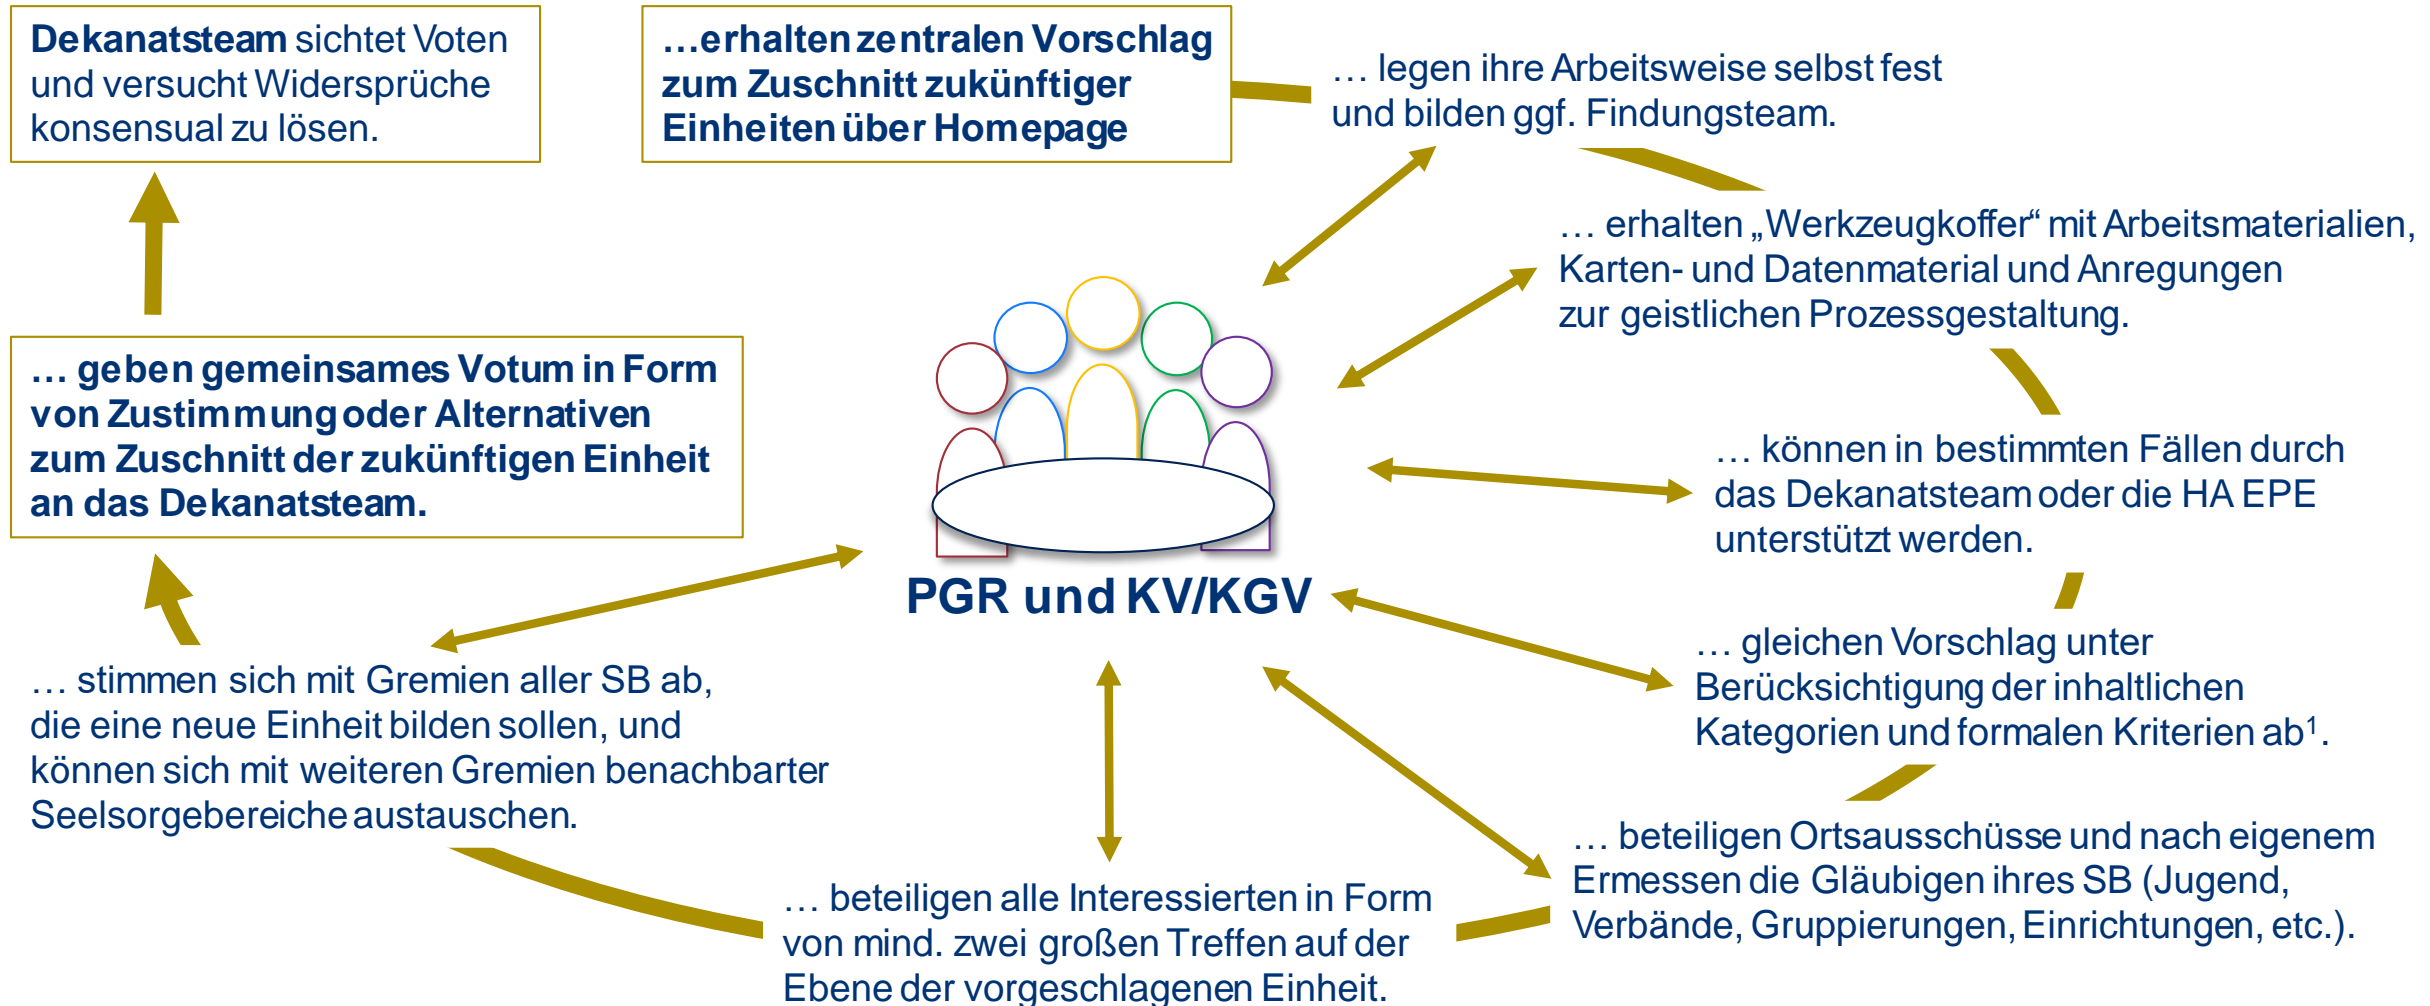 Dekanatsteam sichtet Voten
und versucht Widersprüche
konsensual zu lösen.
…erhalten zentralen Vorschlag
zum Zuschnitt zukünftiger
Einheiten über Homepage
… legen ihre Arbeitsweise selbst fest
und bilden ggf. Findungsteam.
… erhalten „Werkzeugkoffer“ mit Arbeitsmaterialien,
Karten- und Datenmaterial und Anregungen
zur geistlichen Prozessgestaltung.
… können in bestimmten Fällen durch
das Dekanatsteam oder die HA EPE
unterstützt werden.
… gleichen Vorschlag unter
Berücksichtigung der inhaltlichen
Kategorien und formalen Kriterien ab¹.
… beteiligen Ortsausschüsse und nach eigenem
Ermessen die Gläubigen ihres SB (Jugend,
Verbände, Gruppierungen, Einrichtungen, etc.).
… beteiligen alle Interessierten in Form
von mind. zwei großen Treffen auf der
Ebene der vorgeschlagenen Einheit.
… stimmen sich mit Gremien aller SB ab,
die eine neue Einheit bilden sollen, und
können sich mit weiteren Gremien benachbarter
Seelsorgebereiche austauschen.
… geben gemeinsames Votum in Form
von Zustimmung oder Alternativen
zum Zuschnitt der zukünftigen Einheit
an das Dekanatsteam.
PGR und KV/KGV